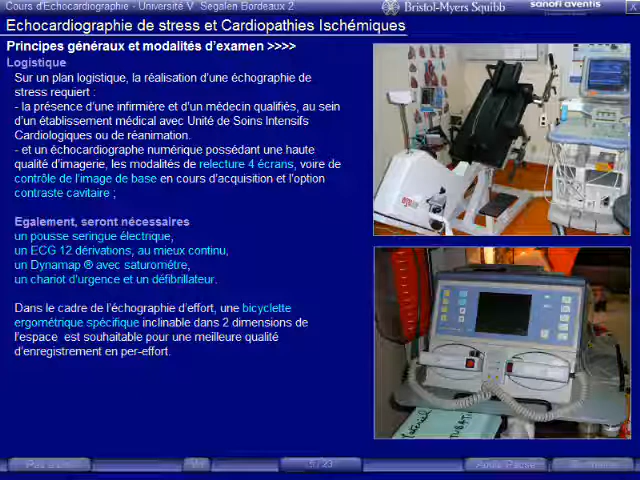 Cours d'Echocardiographie - Université V Segalen Bordeaux 2
Bristol-Myers Squibb
sanofi aventis
X
Echocardiographie de stress et Cardiopathies Ischémiques
Principes généraux et modalités d'examen >>>>
Logistique
Sur un plan logistique, la réalisation d'une échographie de
stress requiert :
- la présence d'une infirmière et d'un médecin qualifiés, au sein
d'un établissement médical avec Unité de Soins Intensifs
Cardiologiques ou de réanimation.
- et un échocardiographe numérique possédant une haute
qualité d'imagerie, les modalités de relecture 4 écrans, voire de
contrôle de l'image de base en cours d'acquisition et l'option
contraste cavitaire ;
Egalement, seront nécessaires
un pousse seringue électrique,
un ECG 12 dérivations, au mieux continu,
un Dynamap ® avec saturomètre,
un chariot d'urgence et un défibrillateur.
Dans le cadre de l'échographie d'effort, une bicyclette
ergométrique spécifique inclinable dans 2 dimensions de
l'espace est souhaitable pour une meilleure qualité
d'enregistrement en per-effort.
Matériel
5 / 23
Auto Pause